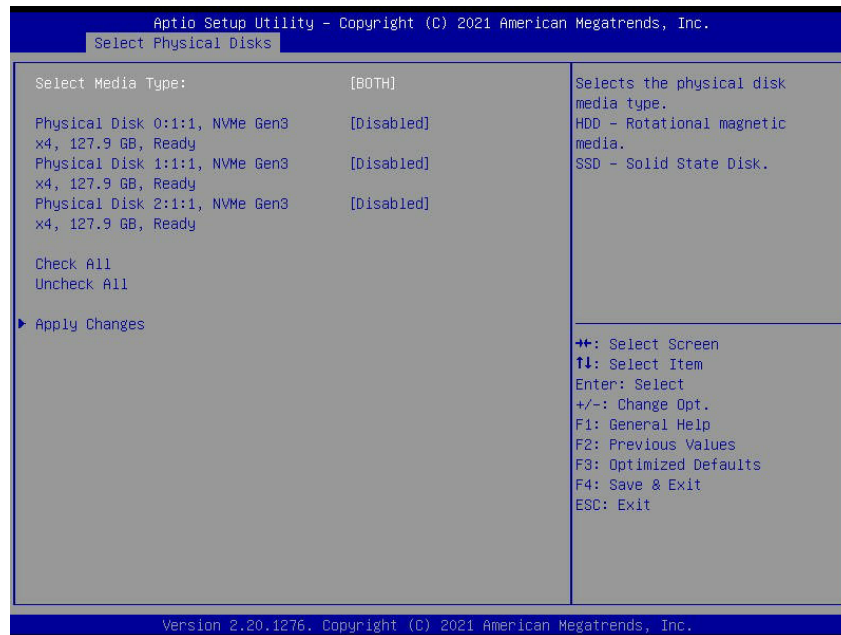 Aptio Setup Utility – Copyright (C) 2021 American Megatrends, Inc.
Select Physical Disks
Select Media Type: [BOTH]
Physical Disk 0:1:1, NVMe Gen3 [Disabled]
x4, 127.9 GB, Ready
Physical Disk 1:1:1, NVMe Gen3 [Disabled]
x4, 127.9 GB, Ready
Physical Disk 2:1:1, NVMe Gen3 [Disabled]
x4, 127.9 GB, Ready
Check All
Uncheck All
Apply Changes
Selects the physical disk
media type.
HDD – Rotational magnetic
media.
SSD – Solid State Disk.
→←: Select Screen
↑↓: Select Item
Enter: Select
+/-: Change Opt.
F1: General Help
F2: Previous Values
F3: Optimized Defaults
F4: Save & Exit
ESC: Exit
Version 2.20.1276. Copyright (C) 2021 American Megatrends, Inc.